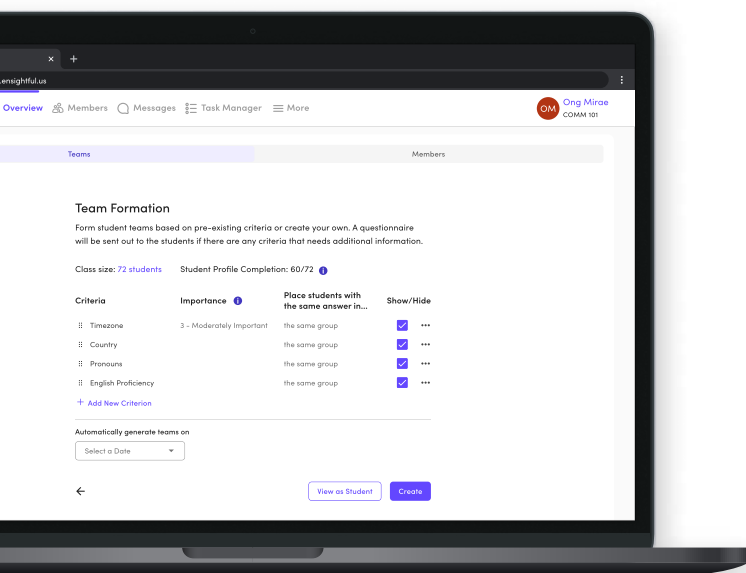 .ensightful.us
Overview Members Messages Task Manager More
Ong Mirae
OM
COMM 101
Teams Members
Team Formation
Form student teams based on pre-existing criteria or create your own. A questionnaire
will be sent out to the students if there are any criteria that needs additional information.
Class size: 72 students Student Profile Completion: 60/72
Criteria Importance Place students with the same answer in... Show/Hide
Timezone 3 - Moderately Important the same group
Country the same group
Pronouns the same group
English Proficiency the same group
+ Add New Criterion
Automatically generate teams on
Select a Date
View as Student Create